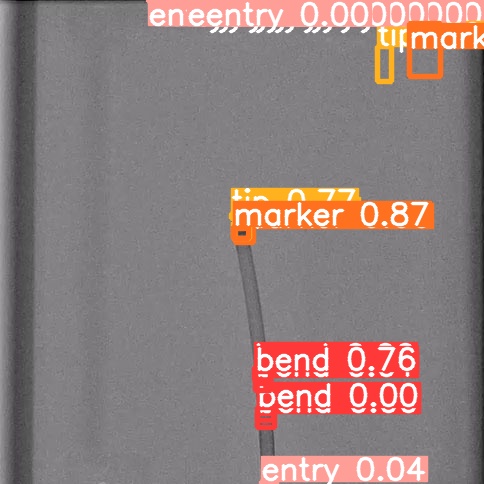 eneentry 0.00000000
tip
mark
tip 0.77
marker 0.87
bend 0.76
bend 0.00
entry 0.04